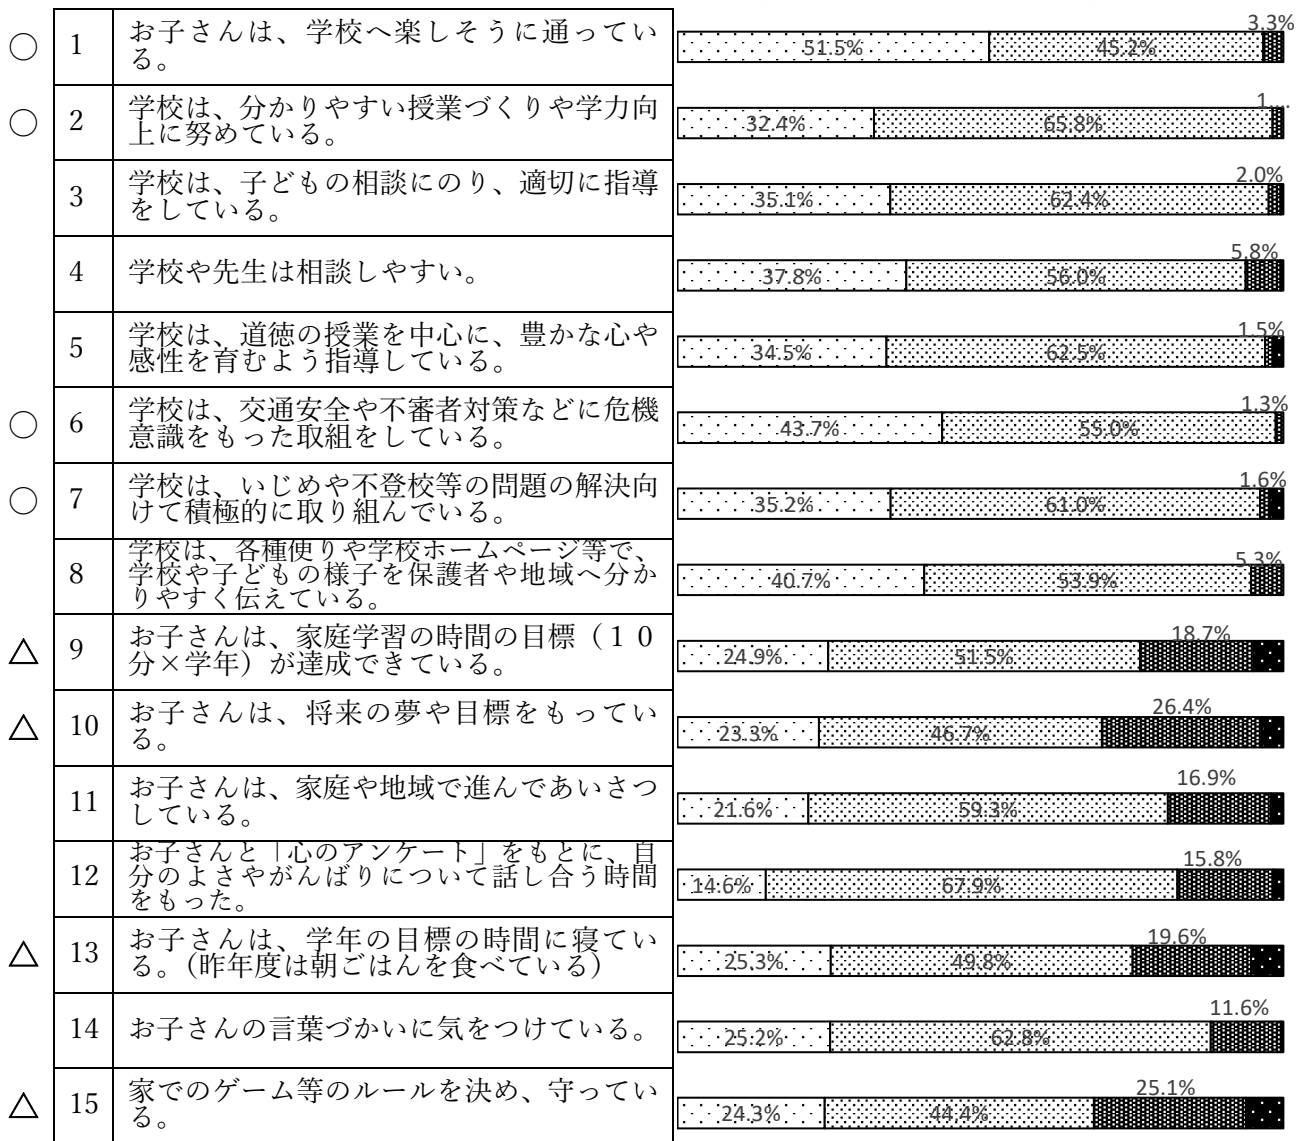 ○ 1 お子さんは、学校へ楽しそうに通ってい
る。
51.5% 45.2% 3.3%
○ 2 学校は、分かりやすい授業づくりや学力向
上に努めている。
32.4% 65.8% 1...
3 学校は、子どもの相談にのり、適切に指導
をしている。
35.1% 62.4% 2.0%
4 学校や先生は相談しやすい。
37.8% 56.0% 5.8%
5 学校は、道徳の授業を中心に、豊かな心や
感性を育むよう指導している。
34.5% 62.5% 1.5%
○ 6 学校は、交通安全や不審者対策などに危機
意識をもった取組をしている。
43.7% 55.0% 1.3%
○ 7 学校は、いじめや不登校等の問題の解決向
けて積極的に取り組んでいる。
35.2% 61.0% 1.6%
8 学校は、各種便りや学校ホームページ等で、
学校や子どもの様子を保護者や地域へ分か
りやすく伝えている。
40.7% 53.9% 5.3%
△ 9 お子さんは、家庭学習の時間の目標（１０
分×学年）が達成できている。
24.9% 51.5% 18.7%
△ 10 お子さんは、将来の夢や目標をもってい
る。
23.3% 46.7% 26.4%
11 お子さんは、家庭や地域で進んであいさつ
している。
21.6% 59.3% 16.9%
12 お子さんと「心のアンケート」をもとに、自
分のよさやがんばりについて話し合う時間
をもった。
14.6% 67.9% 15.8%
△ 13 お子さんは、学年の目標の時間に寝てい
る。(昨年度は朝ごはんを食べている)
25.3% 49.8% 19.6%
14 お子さんの言葉づかいに気をつけている。
25.2% 62.8% 11.6%
△ 15 家でのゲーム等のルールを決め、守ってい
る。
24.3% 44.4% 25.1%